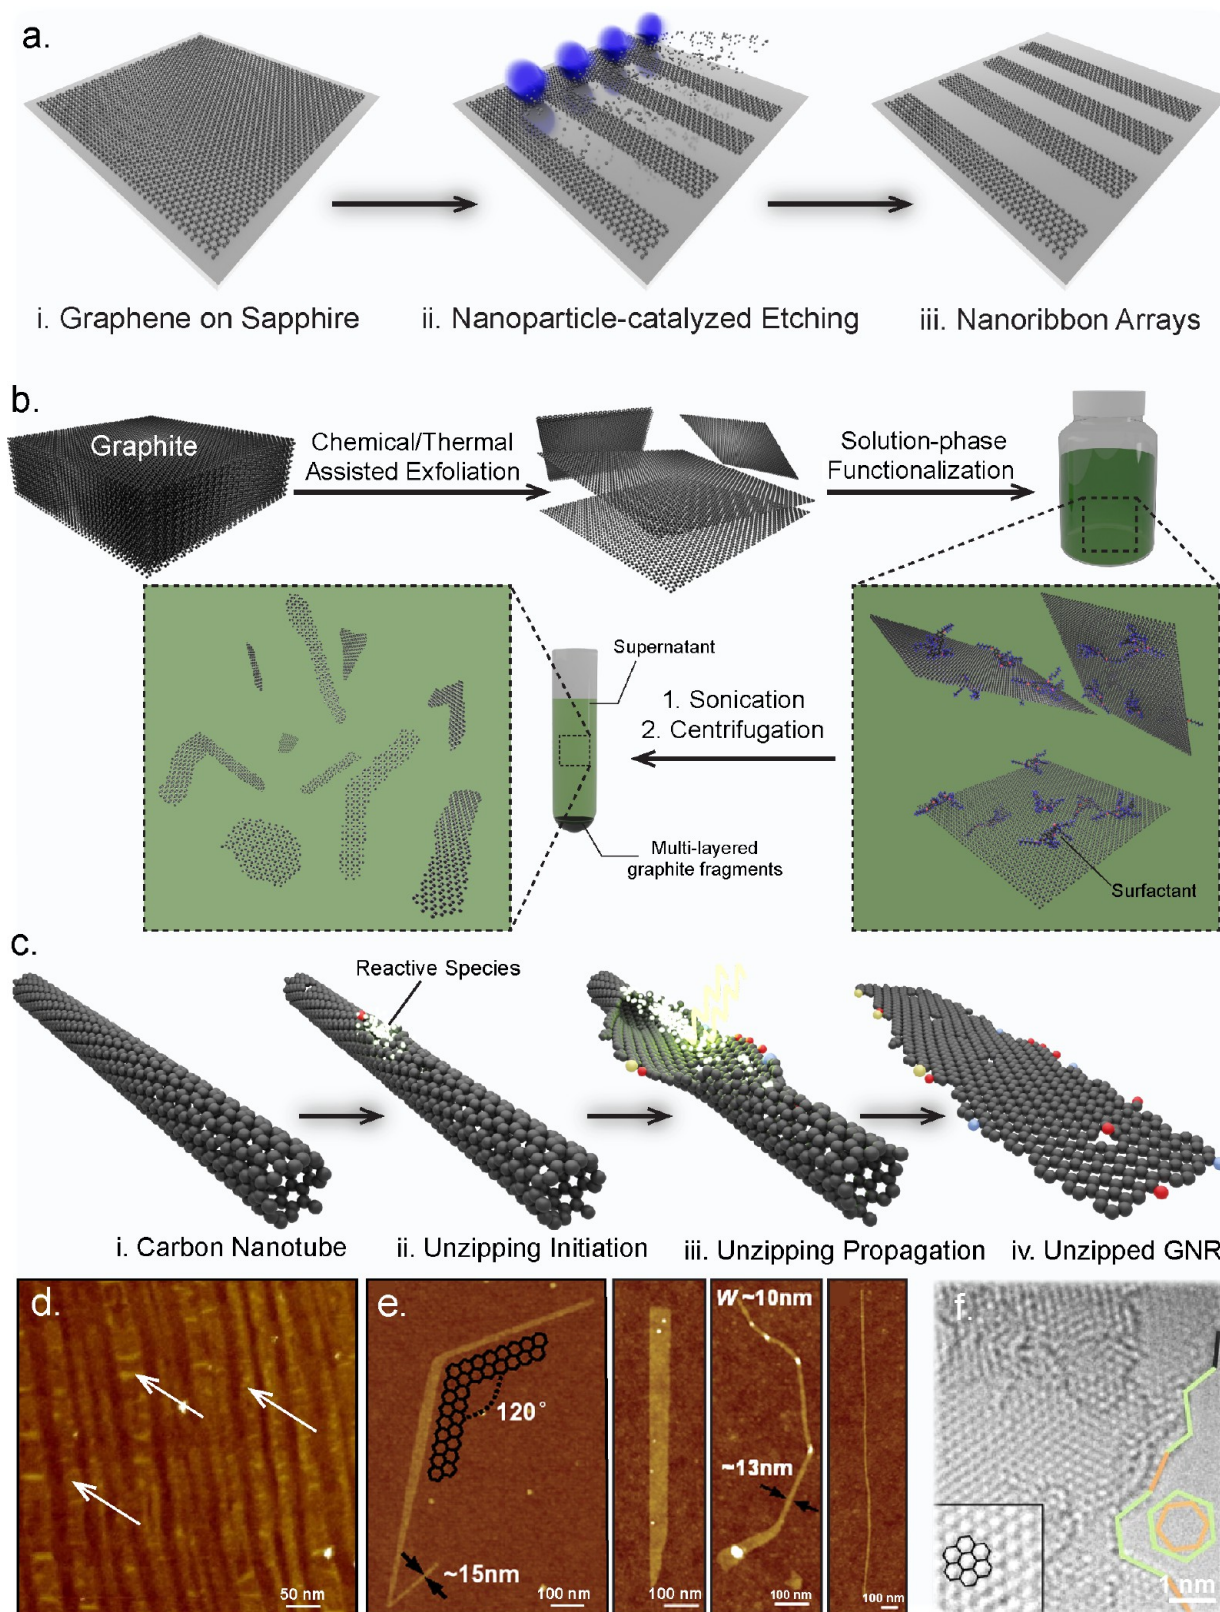 a.
i. Graphene on Sapphire
ii. Nanoparticle-catalyzed Etching
iii. Nanoribbon Arrays
b.
Graphite
Chemical/Thermal
Assisted Exfoliation
Solution-phase
Functionalization
Supernatant
1. Sonication
2. Centrifugation
Multi-layered
graphite fragments
Surfactant
c.
Reactive Species
i. Carbon Nanotube
ii. Unzipping Initiation
iii. Unzipping Propagation
iv. Unzipped GNR
d.
50 nm
e.
120°
~15nm
100 nm
100 nm
W ~10nm
~13nm
100 nm
100 nm
f.
1 nm